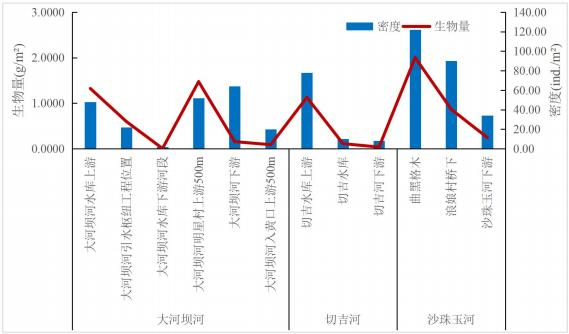 密度 生物量
3.0000
2.0000
1.0000
0.0000
生物量(g/m²)
140.00
120.00
100.00
80.00
60.00
40.00
20.00
0.00
密度(ind./m²)
大河坝河水库上游
大河坝河引水枢纽工程位置
大河坝河水库下游河段
大河坝河明星村上游500m
大河坝河下游
大河坝河入黄口上游500m
切吉水库上游
切吉水库
切吉河下游
曲黑格木
浪娘村桥下
沙珠玉河下游
大河坝河
切吉河
沙珠玉河